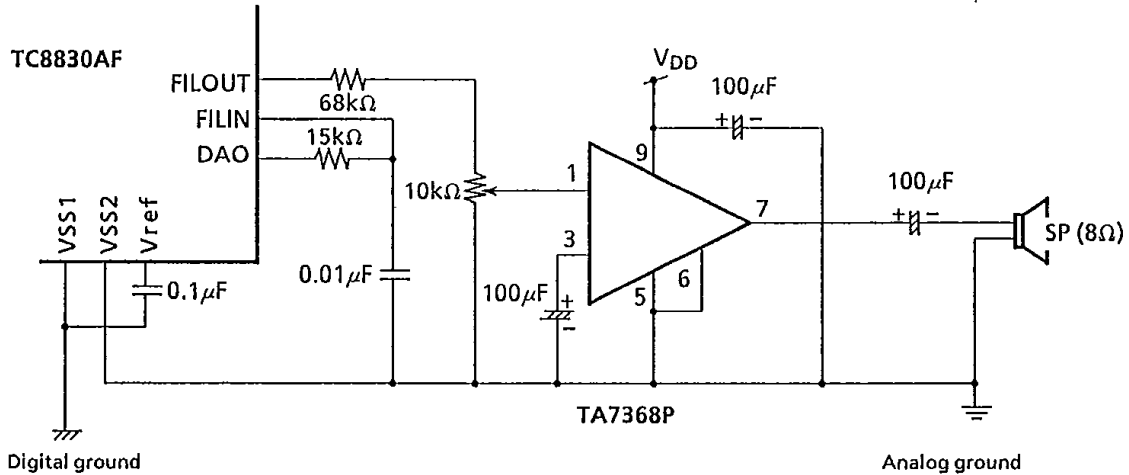 TC8830AF
FILOUT
68kΩ
FILIN
15kΩ
DAO
VSS1
VSS2
Vref
0.1μF
0.01μF
10kΩ
VDD
100μF
+ -
9
1
3
7
5
6
100μF
+
-
100μF
+ -
SP (8Ω)
TA7368P
Digital ground
Analog ground